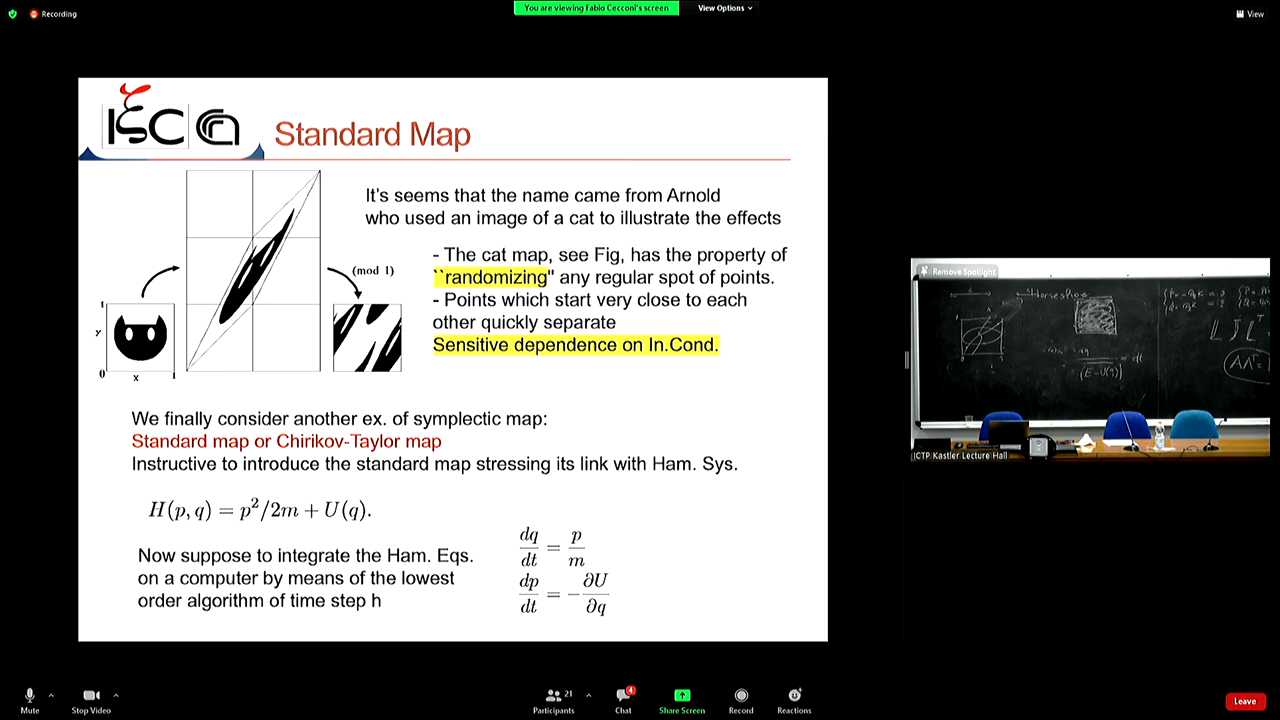 Recording
You are viewing Fabio Cecconi's screen
View Options
View
ISC CNR
Standard Map
It's seems that the name came from Arnold
who used an image of a cat to illustrate the effects
- The cat map, see Fig, has the property of
``randomizing" any regular spot of points.
- Points which start very close to each
other quickly separate
Sensitive dependence on In.Cond.
(mod 1)
1
y
0
x
1
We finally consider another ex. of symplectic map:
Standard map or Chirikov-Taylor map
Instructive to introduce the standard map stressing its link with Ham. Sys.
H(p, q) = p²/2m + U(q).
Now suppose to integrate the Ham. Eqs.
on a computer by means of the lowest
order algorithm of time step h
dq/dt = p/m
dp/dt = −∂U/∂q
Remove Spotlight
Horseshoe
ICTP Kastler Lecture Hall
Mute
Stop Video
Participants
21
Chat
4
Share Screen
Record
Reactions
Leave